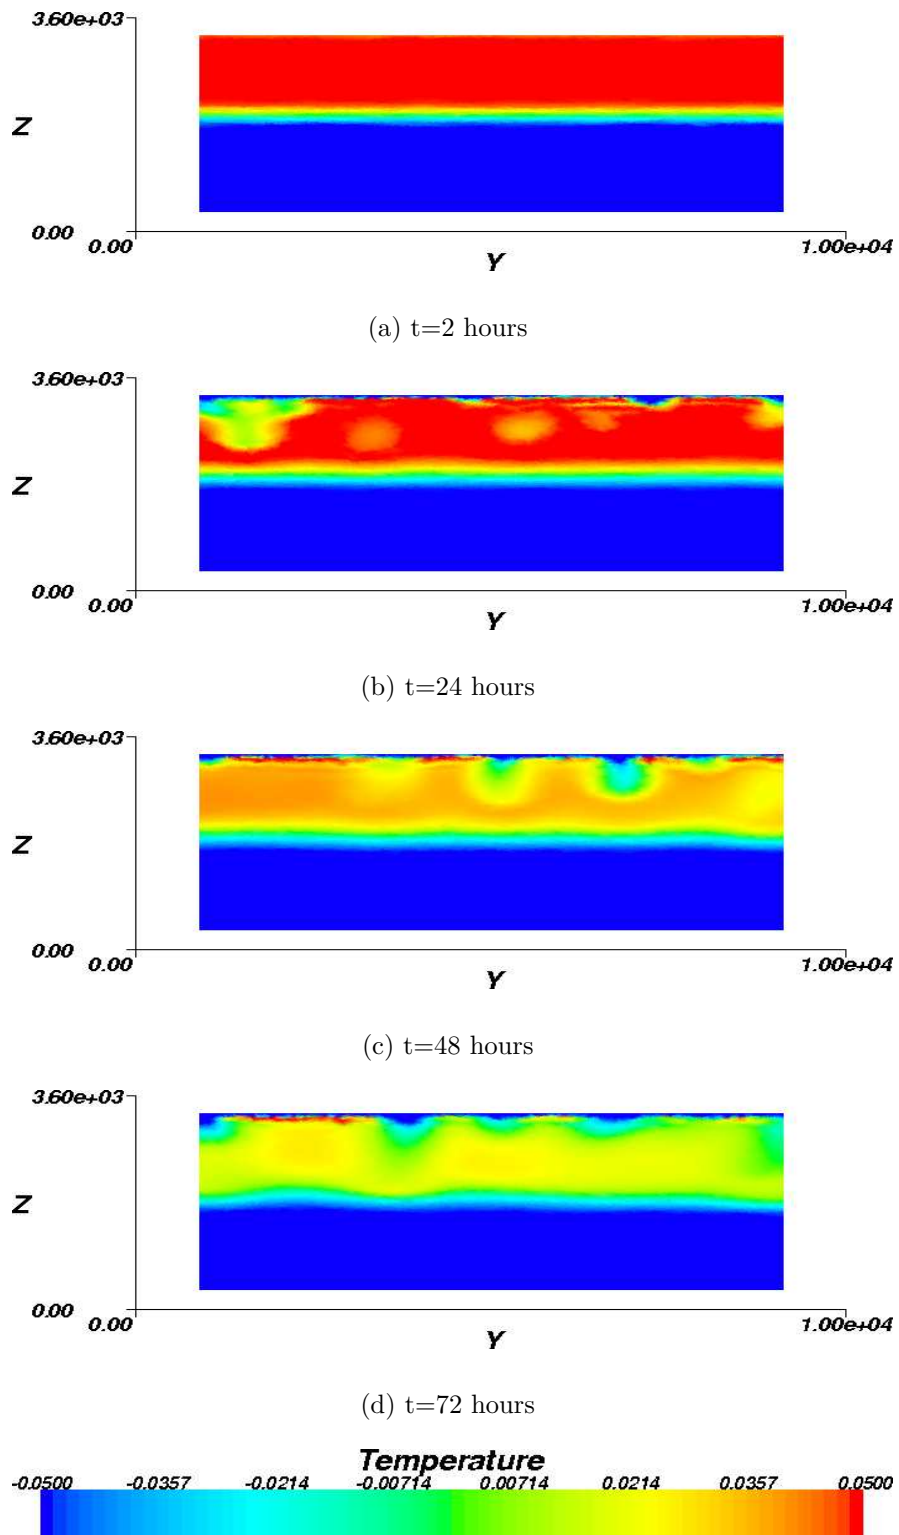 3.60e+03
Z
0.00 0.00 1.00e+04
Y
(a) t=2 hours
3.60e+03
Z
0.00 0.00 1.00e+04
Y
(b) t=24 hours
3.60e+03
Z
0.00 0.00 1.00e+04
Y
(c) t=48 hours
3.60e+03
Z
0.00 0.00 1.00e+04
Y
(d) t=72 hours
Temperature
-0.0500 -0.0357 -0.0214 -0.00714 0.00714 0.0214 0.0357 0.0500